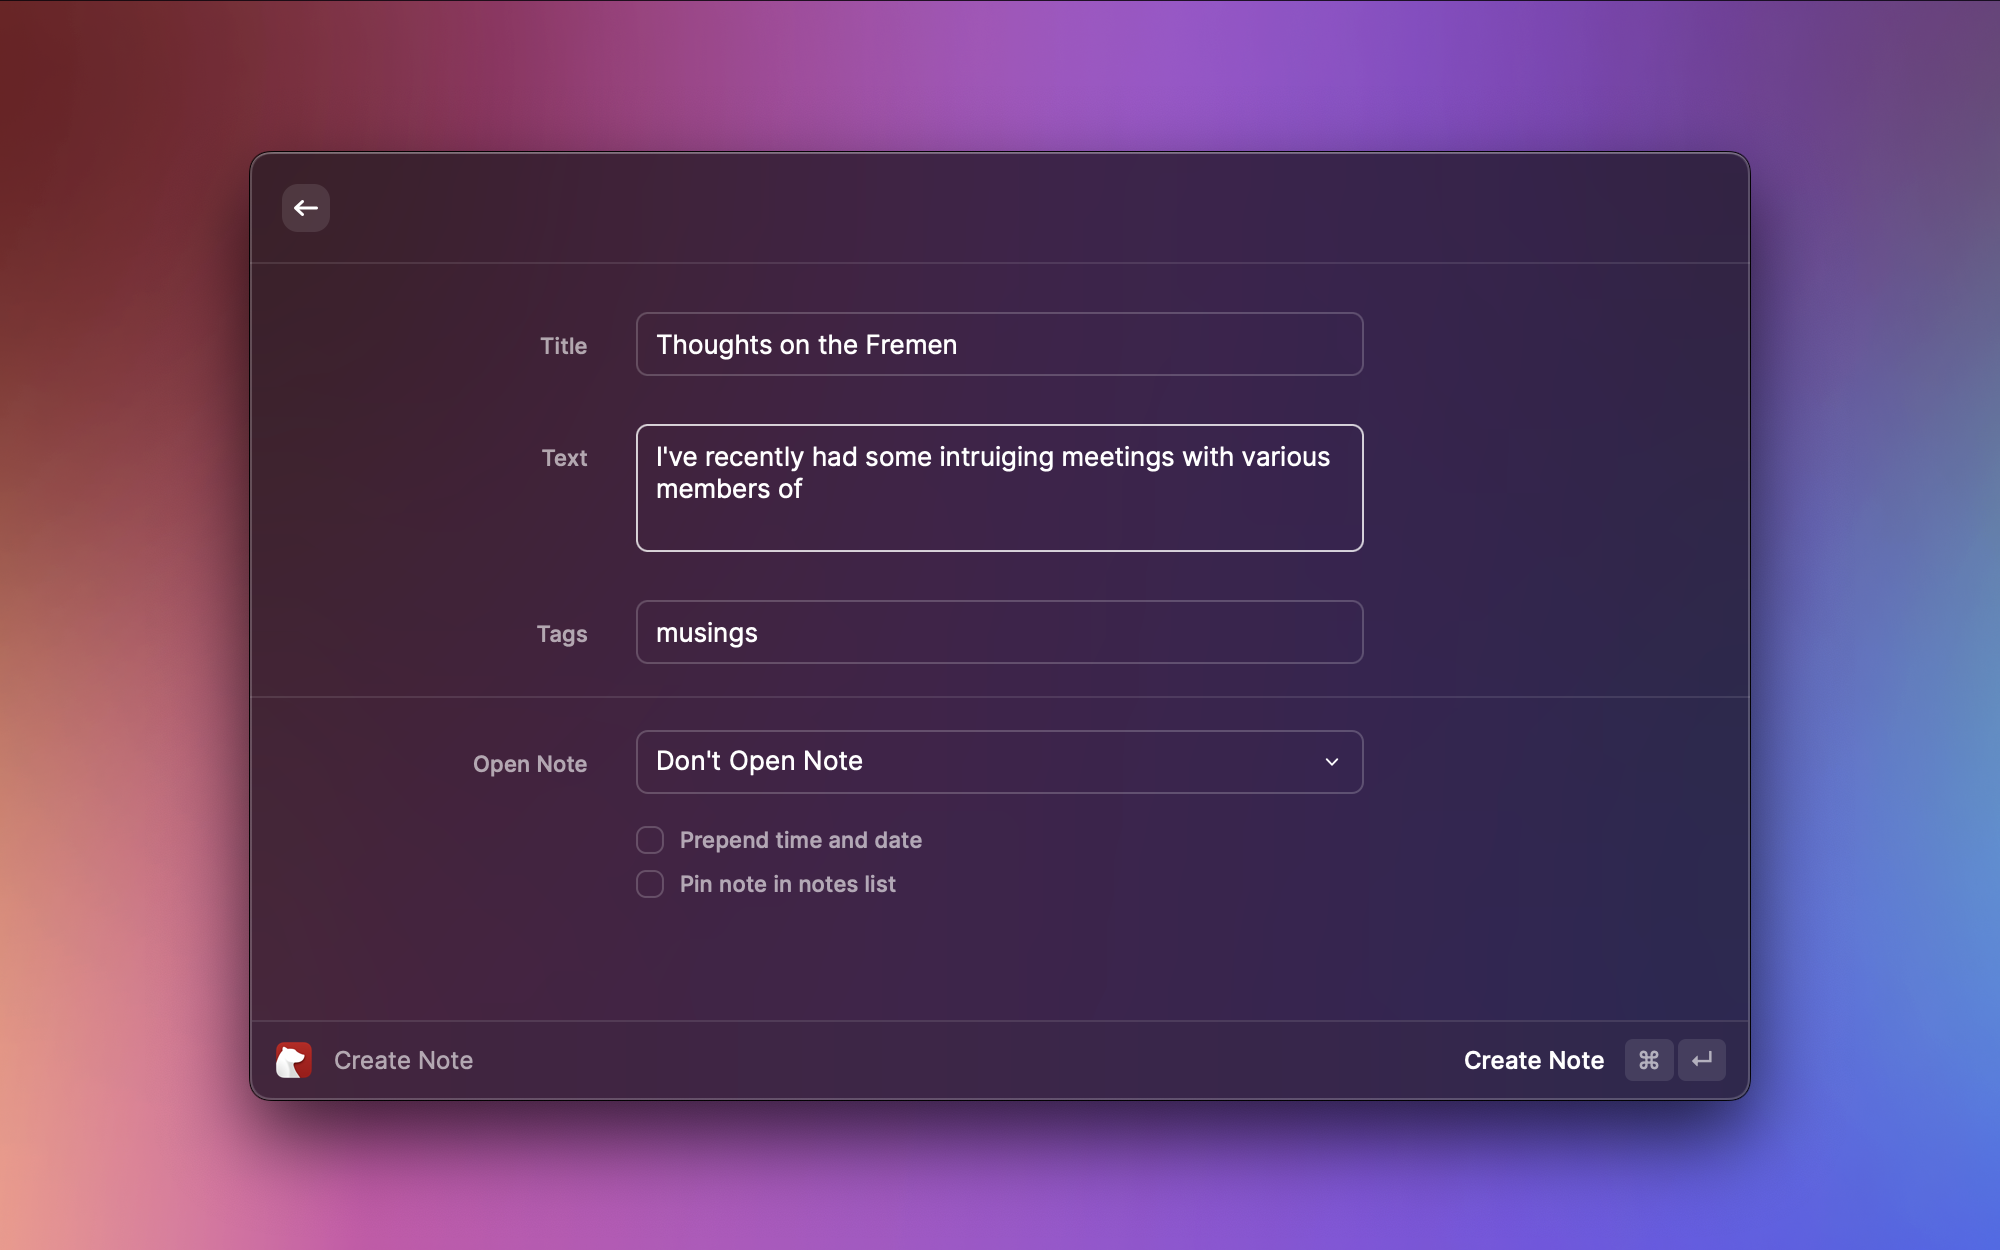 Title
Thoughts on the Fremen
Text
I've recently had some intruiging meetings with various
members of
Tags
musings
Open Note
Don't Open Note
Prepend time and date
Pin note in notes list
Create Note
Create Note ⌘ ↵